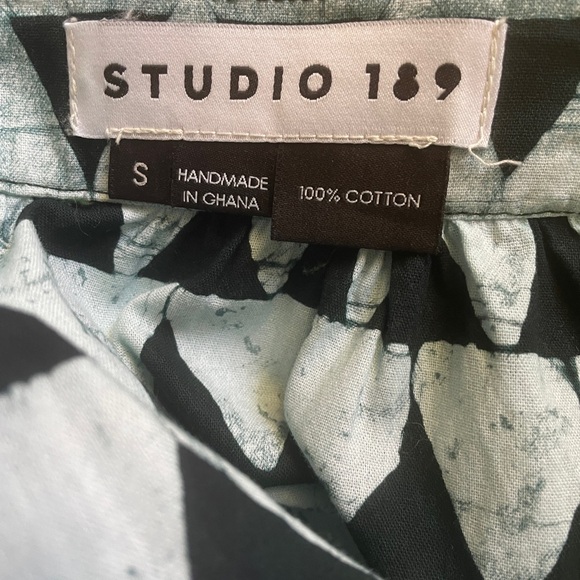 STUDIO 189
S
HANDMADE
IN GHANA
100% COTTON